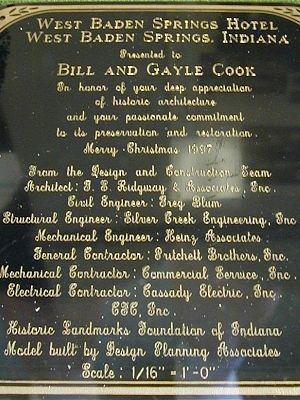 West Baden Springs Hotel
West Baden Springs, Indiana
Presented to
Bill and Gayle Cook
In honor of your deep appreciation
of historic architecture
and your passionate commitment
to its preservation and restoration.
Merry Christmas 1997
From the Design and Construction Team
Architect: G. E. Ridgway & Associates, Inc.
Civil Engineer: Greg Blum
Structural Engineer: Silver Creek Engineering, Inc.
Mechanical Engineer: Heinz Associates
General Contractor: Pritchett Brothers, Inc.
Mechanical Contractor: Commercial Service, Inc.
Electrical Contractor: Cassady Electric, Inc.
CFC, Inc.
Historic Landmarks Foundation of Indiana
Model built by Design Planning Associates
Scale: 1/16" = 1'-0"